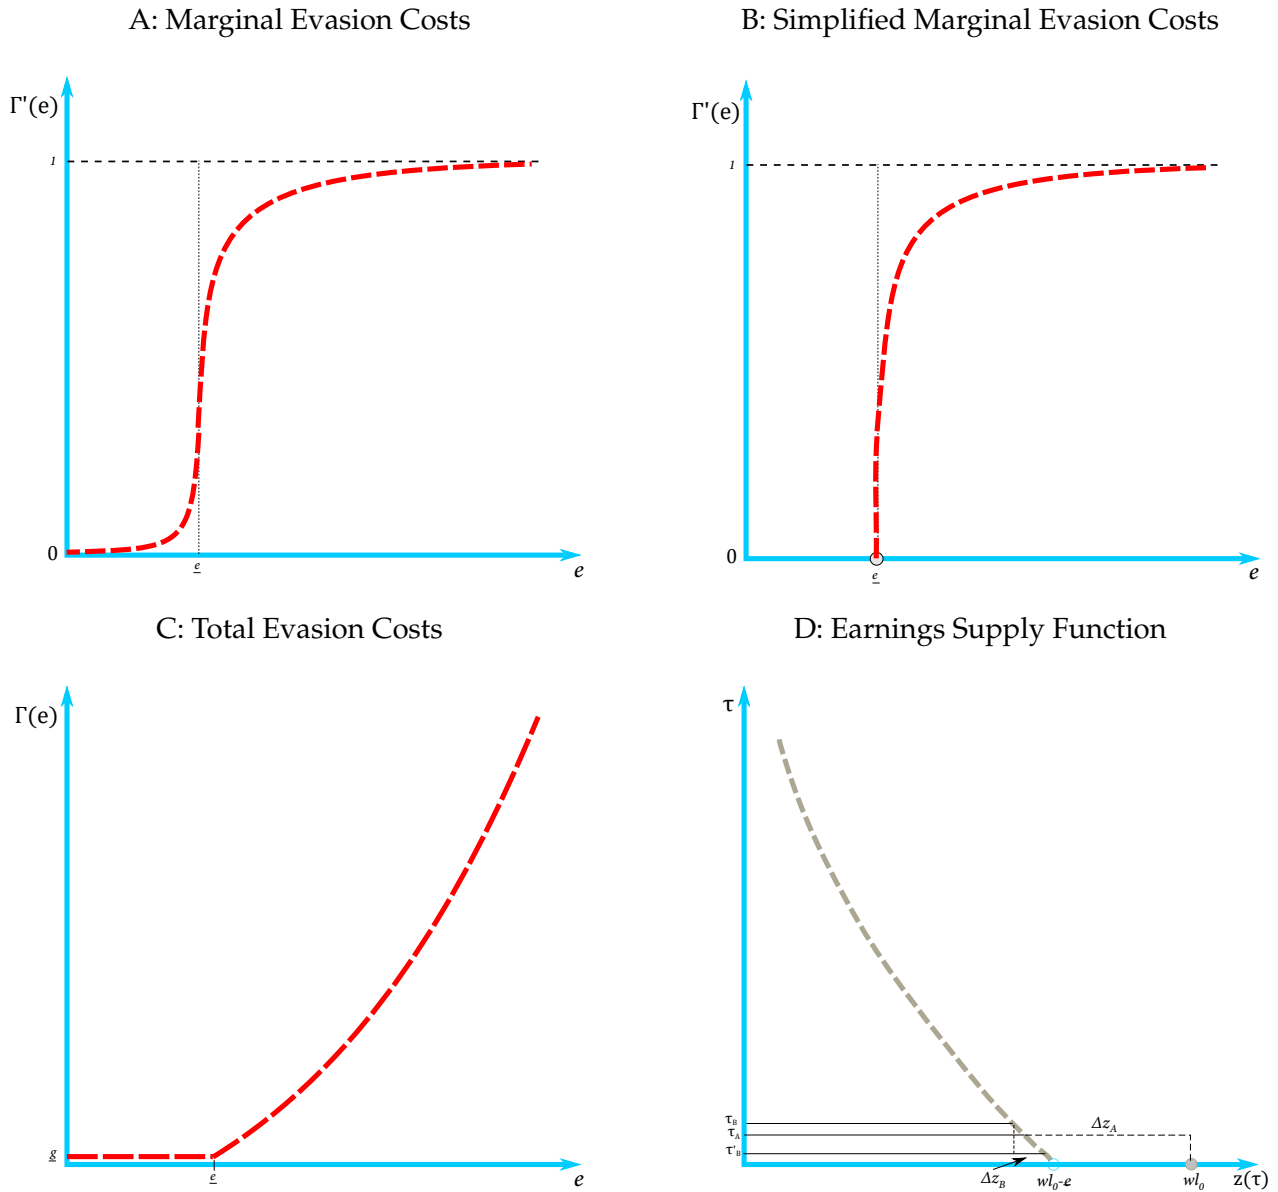 A: Marginal Evasion Costs
Γ'(e)
1
0
e
e
B: Simplified Marginal Evasion Costs
Γ'(e)
1
0
e
e
C: Total Evasion Costs
Γ(e)
g
e
e
D: Earnings Supply Function
τ
τB
τA
τ'B
ΔzA
ΔzB
wl0-e
wl0
z(τ)